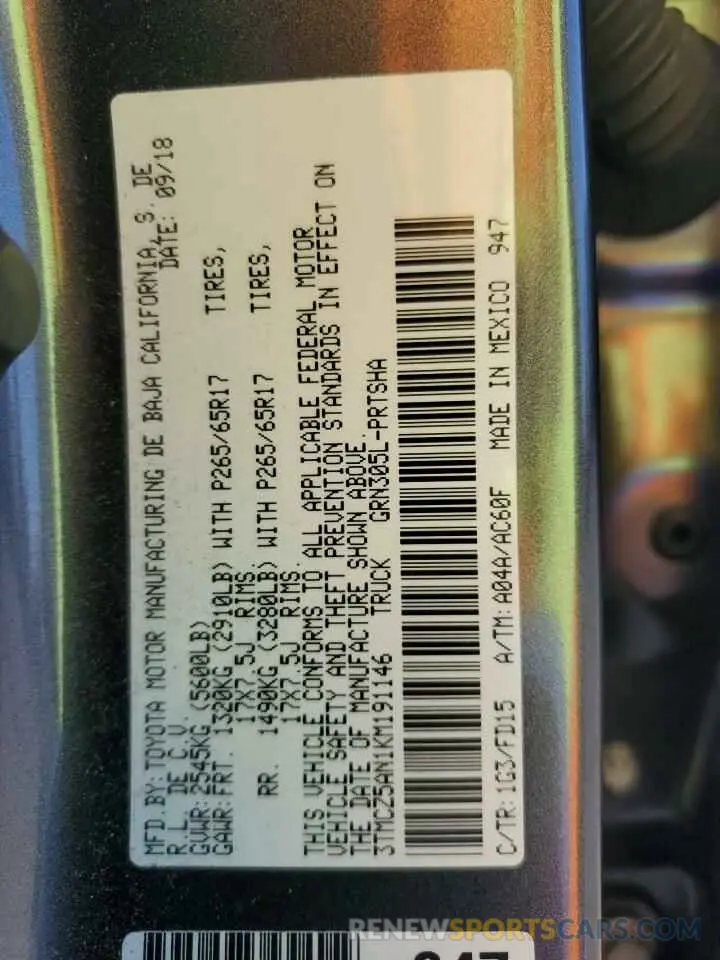 MFD.BY: TOYOTA MOTOR MANUFACTURING DE BAJA CALIFORNIA, S. DE
R.L. DE C.V. DATE: 09/18
GVWR: 2545KG (5600LB)
GAWR: FRT. 1320KG (2910LB) WITH P265/65R17 TIRES,
17X7.5J RIMS
RR. 1490KG (3280LB) WITH P265/65R17 TIRES,
17X7.5J RIMS.
THIS VEHICLE CONFORMS TO ALL APPLICABLE FEDERAL MOTOR
VEHICLE SAFETY AND THEFT PREVENTION STANDARDS IN EFFECT ON
THE DATE OF MANUFACTURE SHOWN ABOVE.
3TMCZ5AN1KM191146 TRUCK GRN305L-PRTSHA
C/TR: 1G3/FD15 A/TM: A04A/AC60F MADE IN MEXICO 947
RENEWSPORTSCARS.COM